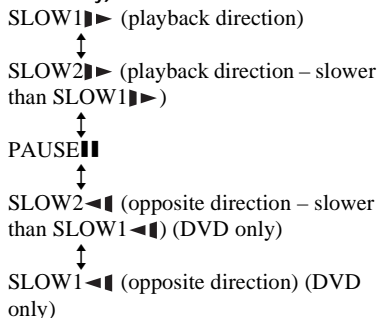 SLOW1 (playback direction)
SLOW2 (playback direction – slower
than SLOW1)
PAUSE
SLOW2 (opposite direction – slower
than SLOW1) (DVD only)
SLOW1 (opposite direction) (DVD
only)